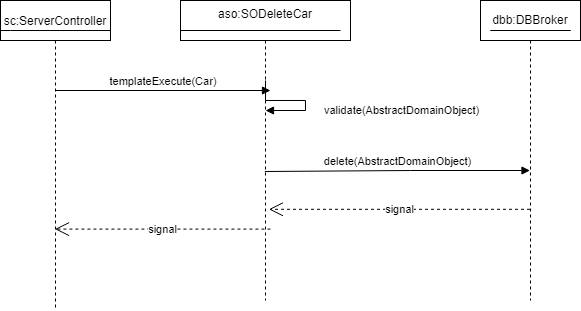 sc:ServerController
aso:SODeleteCar
dbb:DBBroker
templateExecute(Car)
validate(AbstractDomainObject)
delete(AbstractDomainObject)
signal
signal